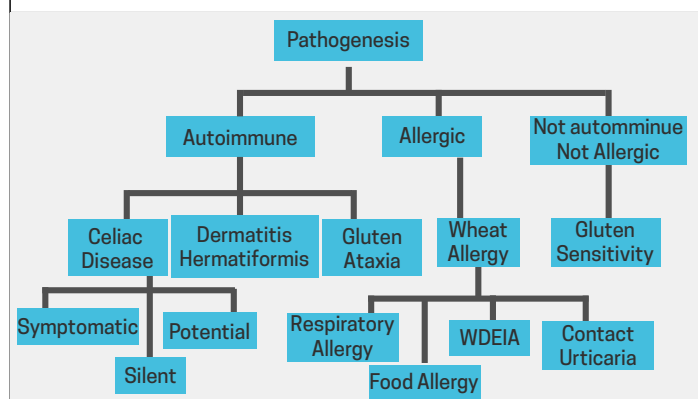 Pathogenesis
Autoimmune
Allergic
Not automminue
Not Allergic
Celiac
Disease
Dermatitis
Hermatiformis
Gluten
Ataxia
Wheat
Allergy
Gluten
Sensitivity
Symptomatic
Silent
Potential
Respiratory
Allergy
Food Allergy
WDEIA
Contact
Urticaria